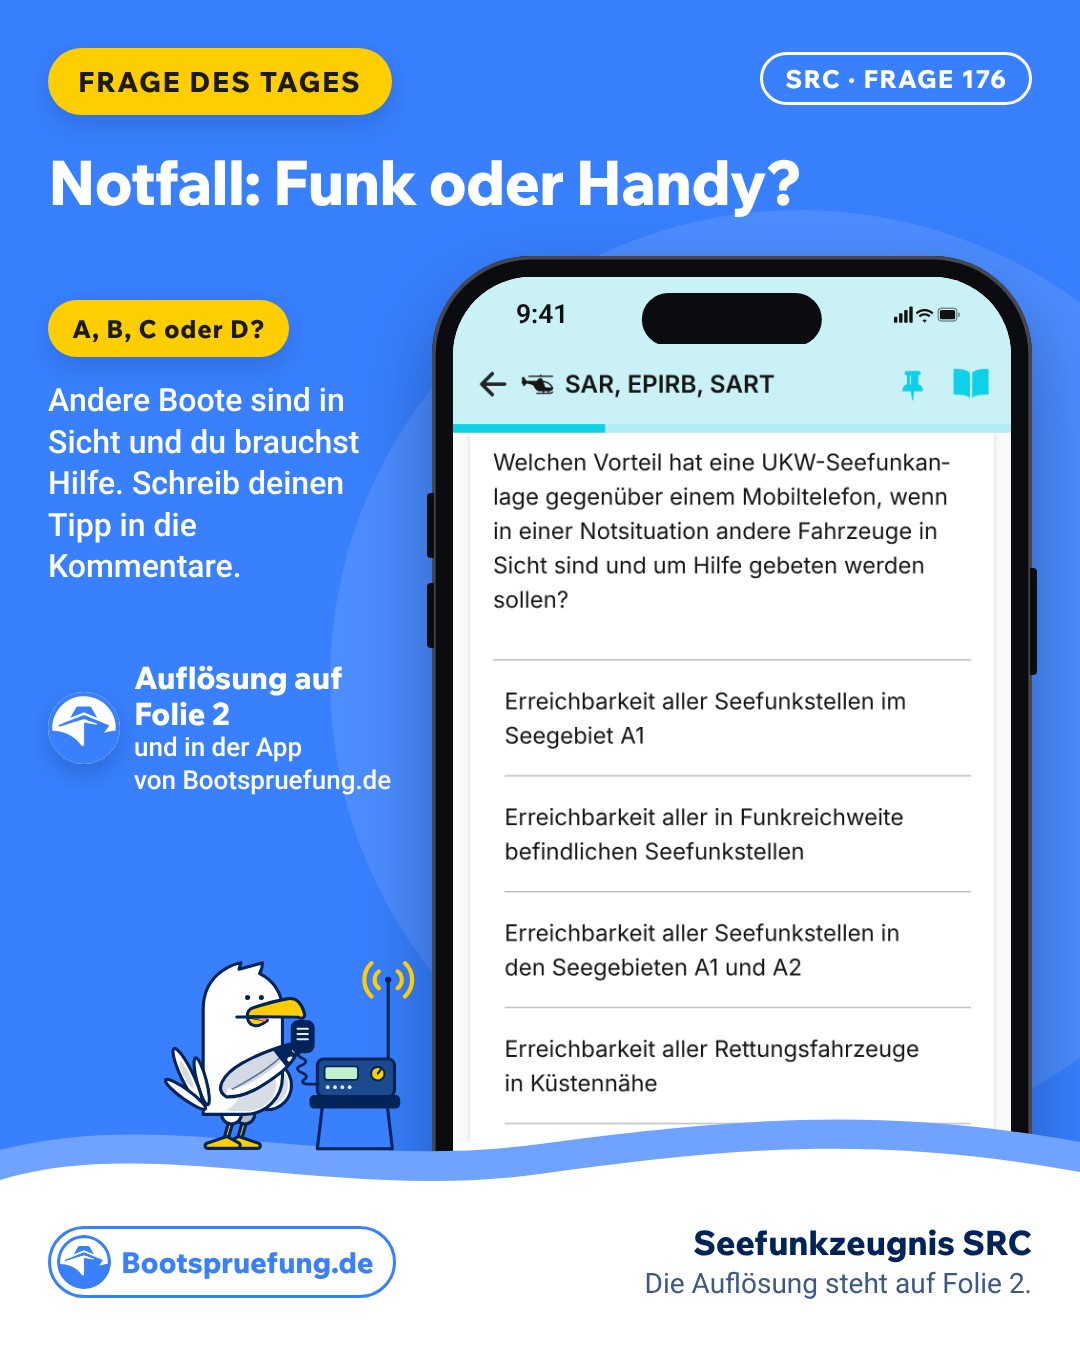 FRAGE DES TAGES
SRC · FRAGE 176
Notfall: Funk oder Handy?
A, B, C oder D?
Andere Boote sind in
Sicht und du brauchst
Hilfe. Schreib deinen
Tipp in die
Kommentare.
Auflösung auf
Folie 2
und in der App
von Bootspruefung.de
9:41
SAR, EPIRB, SART
Welchen Vorteil hat eine UKW-Seefunkan-
lage gegenüber einem Mobiltelefon, wenn
in einer Notsituation andere Fahrzeuge in
Sicht sind und um Hilfe gebeten werden
sollen?
Erreichbarkeit aller Seefunkstellen im
Seegebiet A1
Erreichbarkeit aller in Funkreichweite
befindlichen Seefunkstellen
Erreichbarkeit aller Seefunkstellen in
den Seegebieten A1 und A2
Erreichbarkeit aller Rettungsfahrzeuge
in Küstennähe
Bootspruefung.de
Seefunkzeugnis SRC
Die Auflösung steht auf Folie 2.